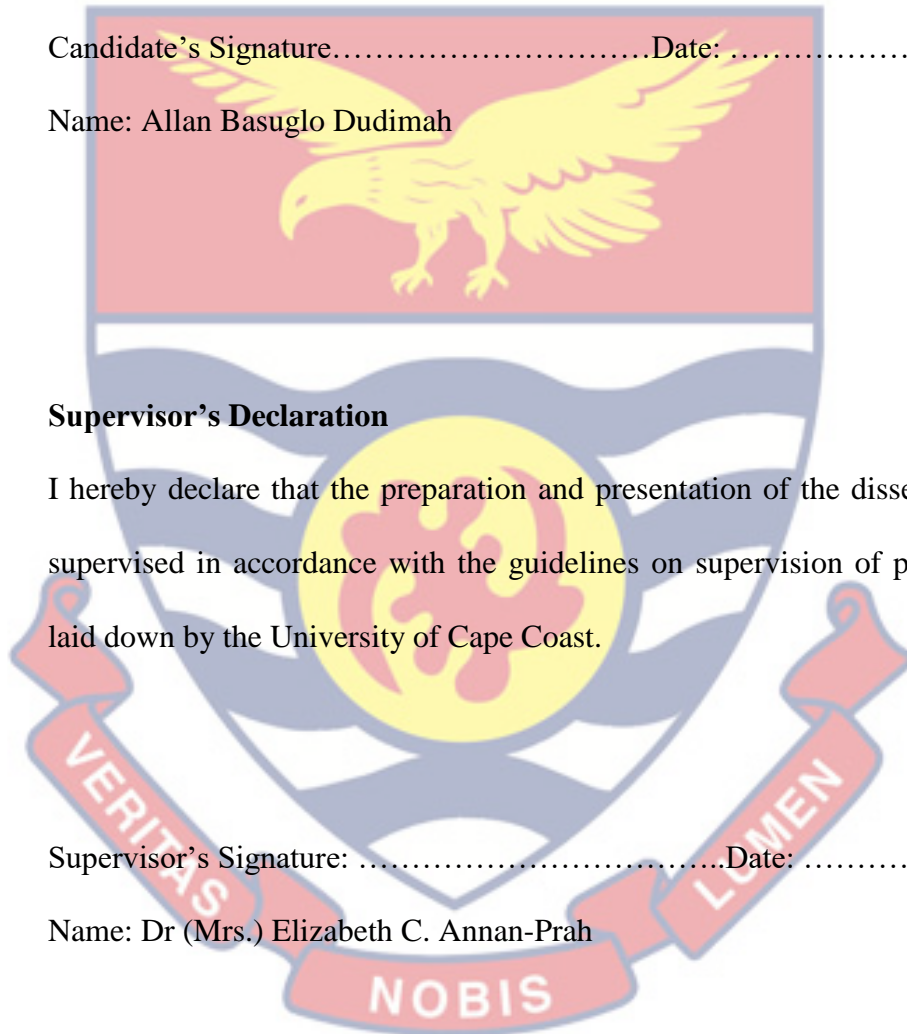 Candidate’s Signature…………………………Date: ………………
Name: Allan Basuglo Dudimah
Supervisor’s Declaration
I hereby declare that the preparation and presentation of the disse
supervised in accordance with the guidelines on supervision of p
laid down by the University of Cape Coast.
Supervisor’s Signature: ……………………………..Date: …………
Name: Dr (Mrs.) Elizabeth C. Annan-Prah
VERITAS
NOBIS
LUMEN